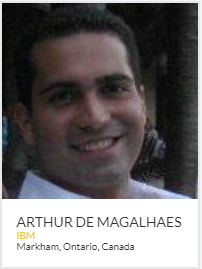 ARTHUR DE MAGALHAES
IBM
Markham, Ontario, Canada